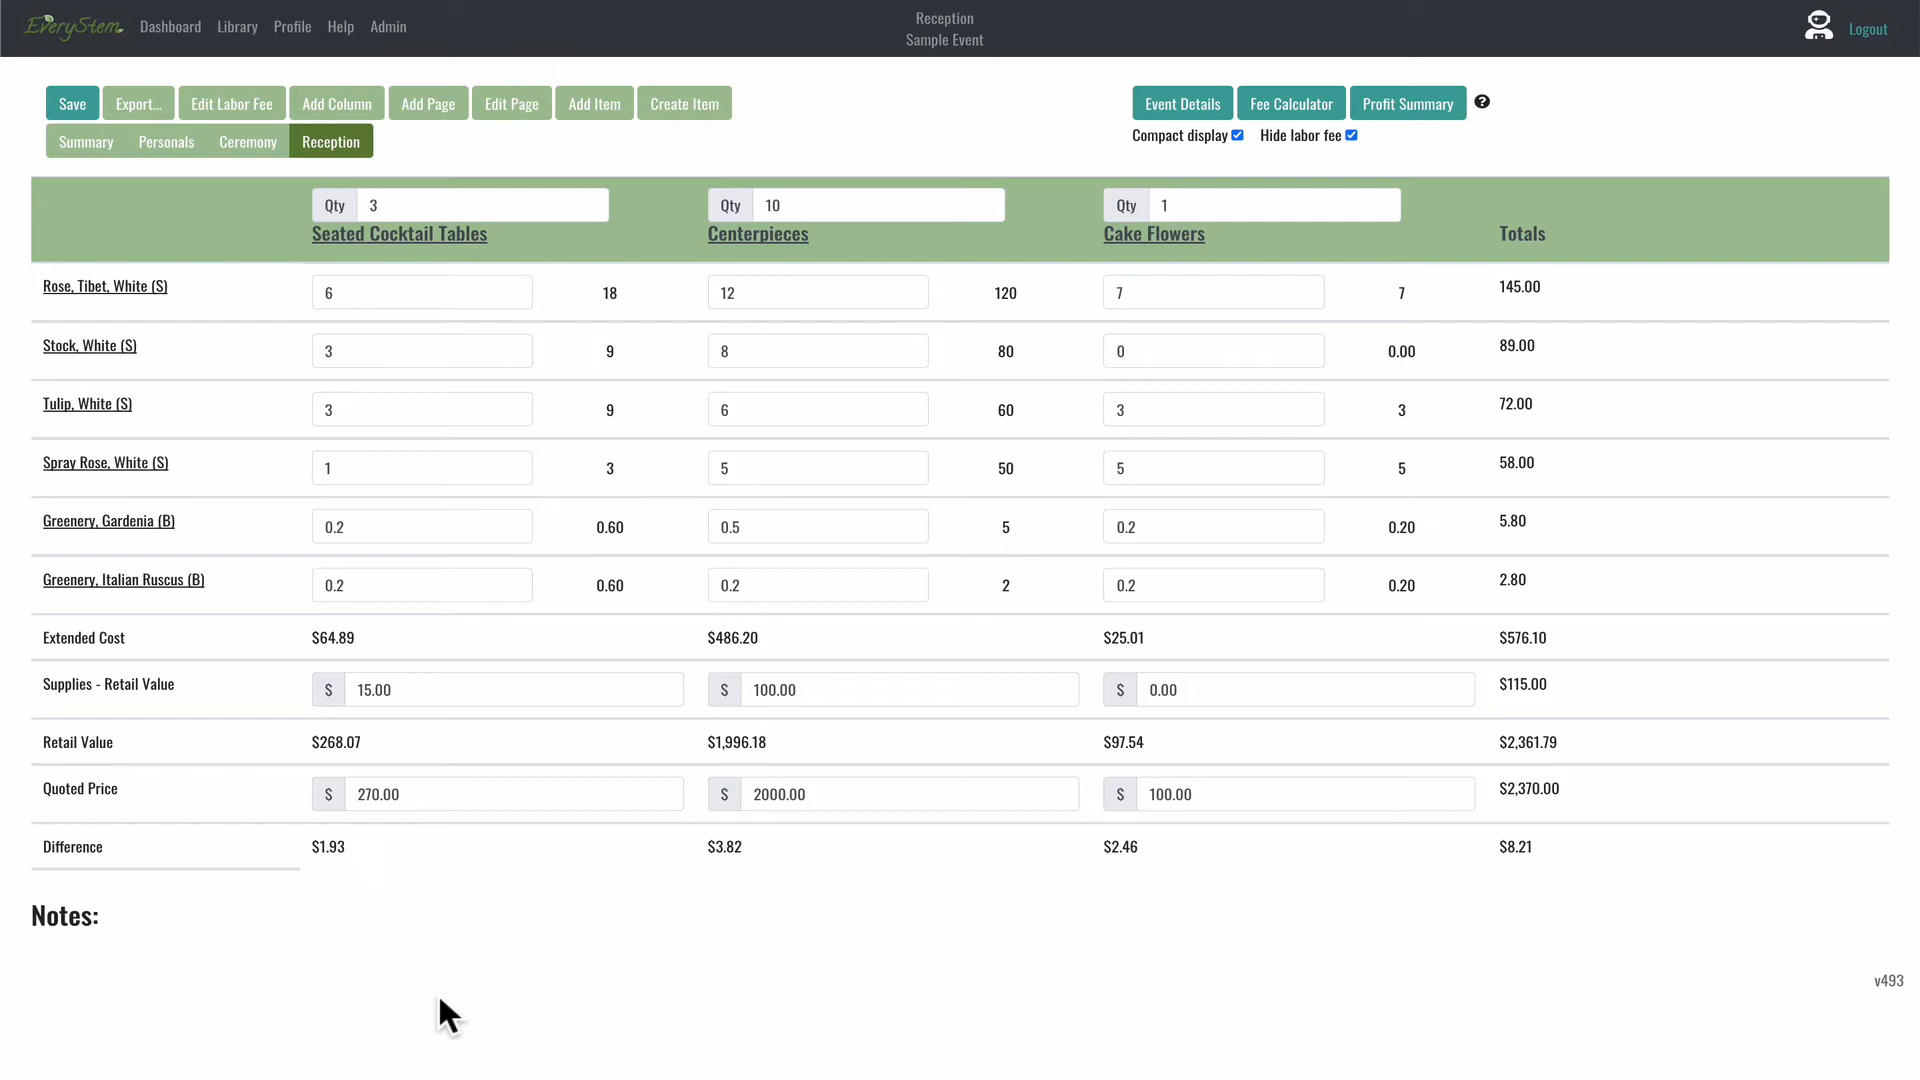 EveryStem Dashboard Library Profile Help Admin
Reception
Sample Event
Logout
Save Export... Edit Labor Fee Add Column Add Page Edit Page Add Item Create Item
Event Details Fee Calculator Profit Summary ?
Summary Personals Ceremony Reception
Compact display Hide labor fee
Qty 3 Qty 10 Qty 1
Seated Cocktail Tables Centerpieces Cake Flowers Totals
Rose, Tibet, White (S) 6 18 12 120 7 7 145.00
Stock, White (S) 3 9 8 80 0 0.00 89.00
Tulip, White (S) 3 9 6 60 3 3 72.00
Spray Rose, White (S) 1 3 5 50 5 5 58.00
Greenery, Gardenia (B) 0.2 0.60 0.5 5 0.2 0.20 5.80
Greenery, Italian Ruscus (B) 0.2 0.60 0.2 2 0.2 0.20 2.80
Extended Cost $64.89 $486.20 $25.01 $576.10
Supplies - Retail Value $ 15.00 $ 100.00 $ 0.00 $115.00
Retail Value $268.07 $1,996.18 $97.54 $2,361.79
Quoted Price $ 270.00 $ 2000.00 $ 100.00 $2,370.00
Difference $1.93 $3.82 $2.46 $8.21
Notes:
v493